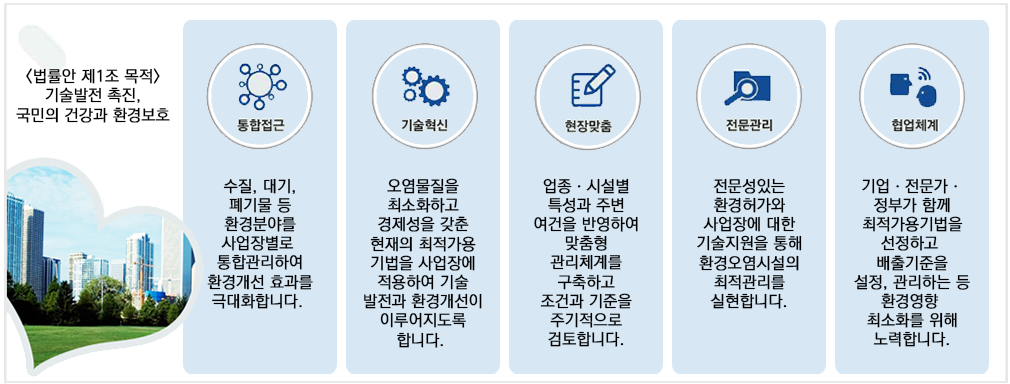 <법률안 제1조 목적>
기술발전 촉진,
국민의 건강과 환경보호
통합접근
수질, 대기,
폐기물 등
환경분야를
사업장별로
통합관리하여
환경개선 효과를
극대화합니다.
기술혁신
오염물질을
최소화하고
경제성을 갖춘
현재의 최적가용
기법을 사업장에
적용하여 기술
발전과 환경개선이
이루어지도록
합니다.
현장맞춤
업종 · 시설별
특성과 주변
여건을 반영하여
맞춤형
관리체계를
구축하고
조건과 기준을
주기적으로
검토합니다.
전문관리
전문성있는
환경허가와
사업장에 대한
기술지원을 통해
환경오염시설의
최적관리를
실현합니다.
협업체계
기업 · 전문가 ·
정부가 함께
최적가용기법을
선정하고
배출기준을
설정, 관리하는 등
환경영향
최소화를 위해
노력합니다.